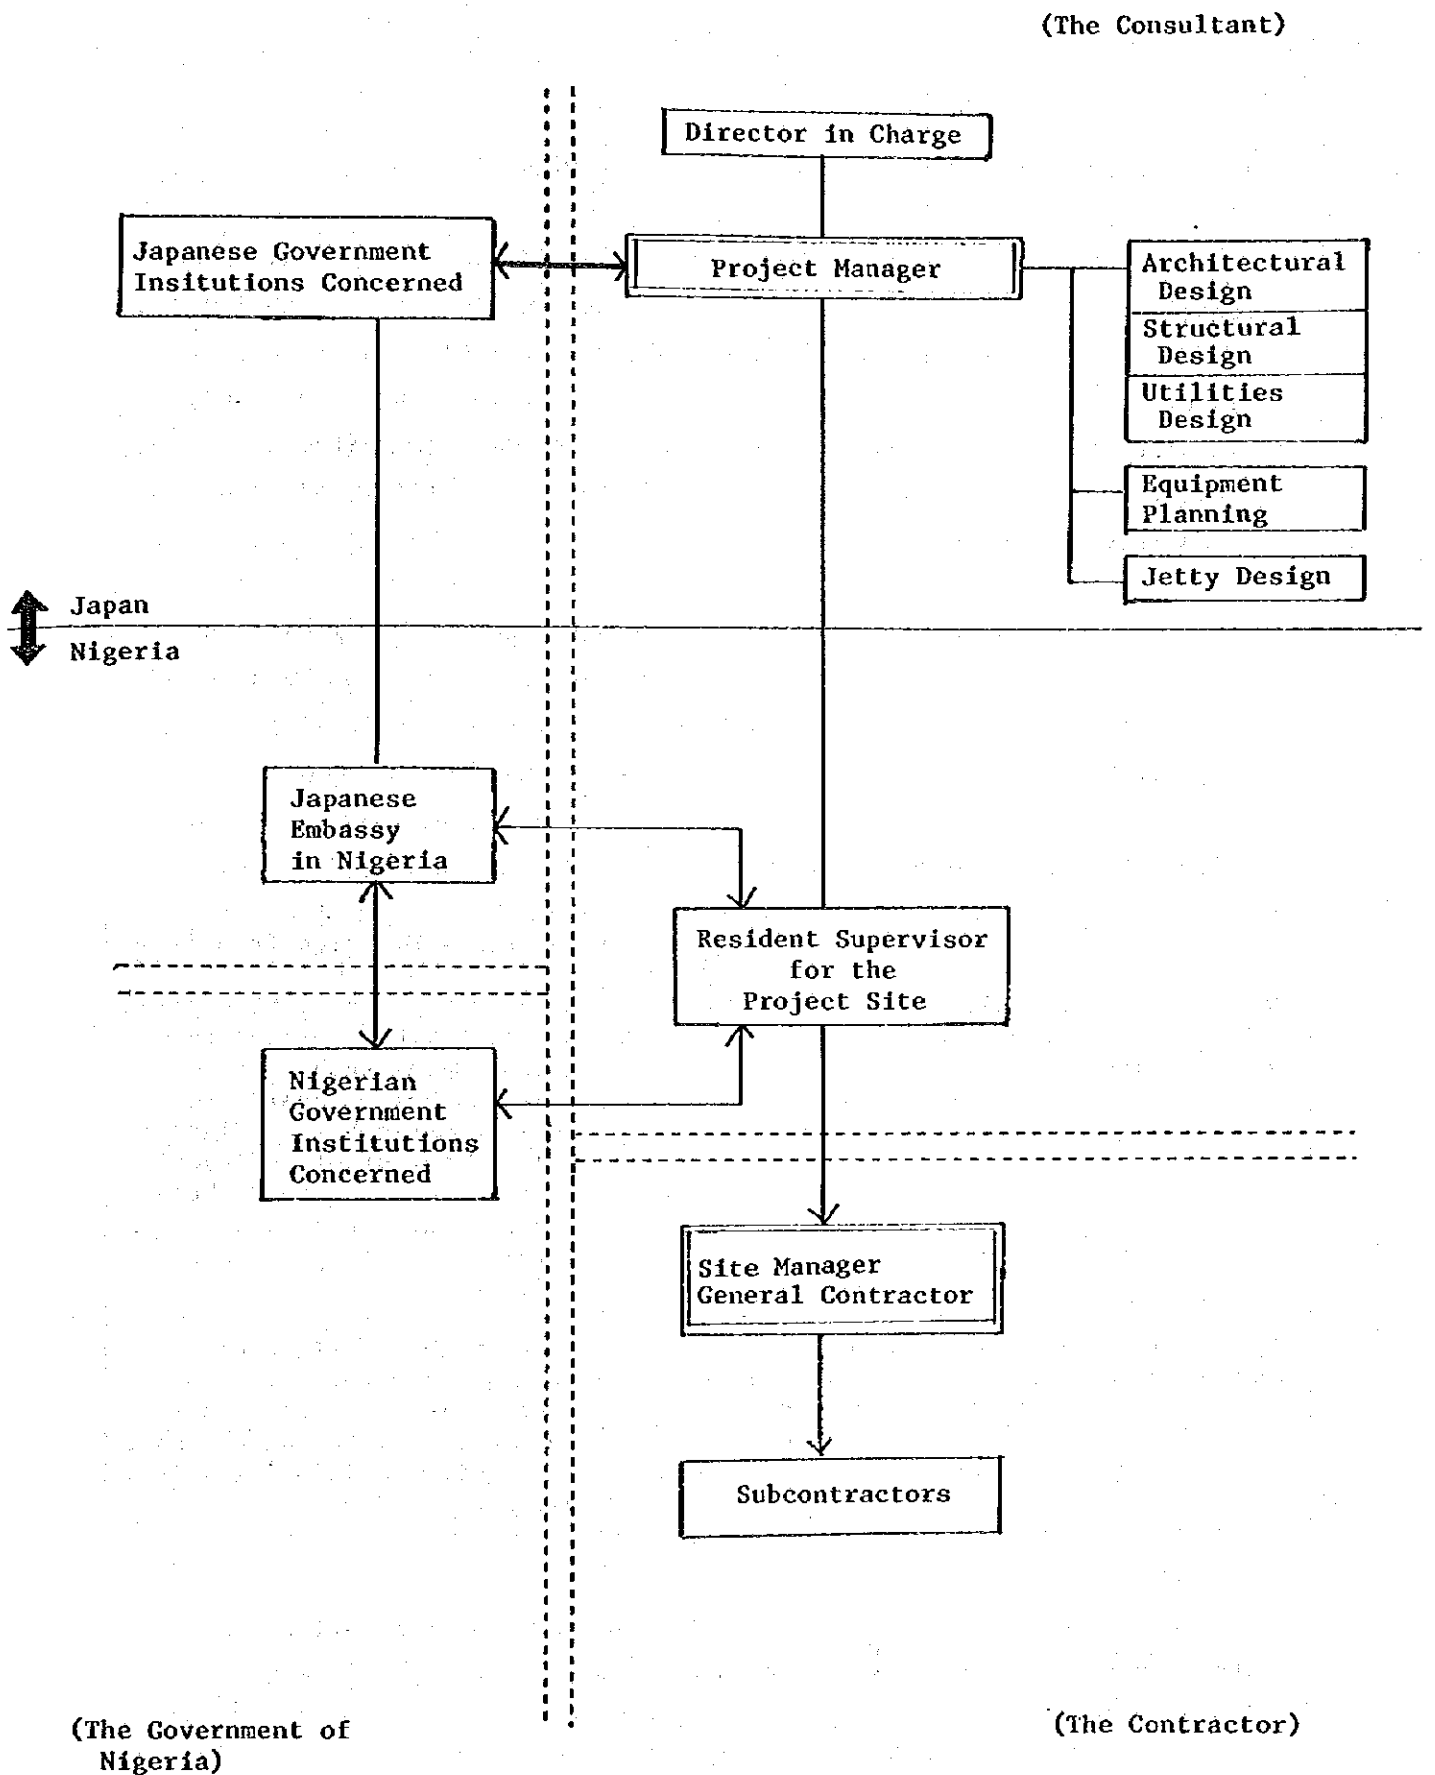 (The Consultant)
Director in Charge
Japanese Government
Insitutions Concerned
Project Manager
Architectural
Design
Structural
Design
Utilities
Design
Equipment
Planning
Jetty Design
Japan
Nigeria
Japanese
Embassy
in Nigeria
Resident Supervisor
for the
Project Site
Nigerian
Government
Institutions
Concerned
Site Manager
General Contractor
Subcontractors
(The Government of
Nigeria)
(The Contractor)